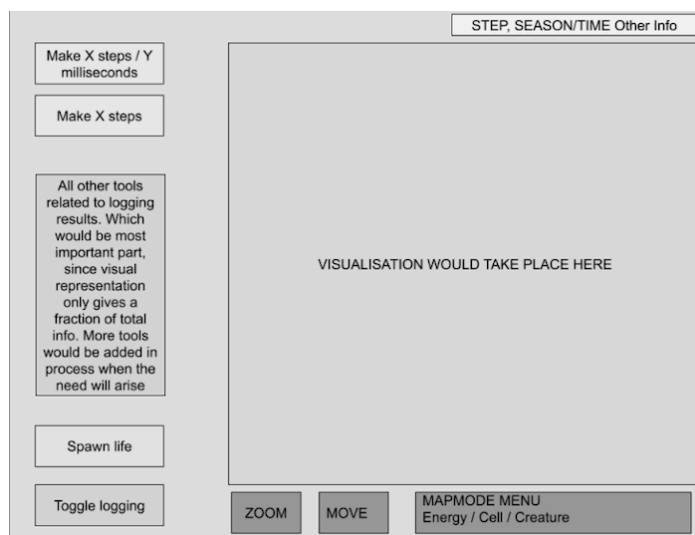 STEP, SEASON/TIME Other Info
Make X steps / Y
milliseconds
Make X steps
All other tools
related to logging
results. Which
would be most
important part,
since visual
representation
only gives a
fraction of total
info. More tools
would be added in
process when the
need will arise
VISUALISATION WOULD TAKE PLACE HERE
Spawn life
Toggle logging
ZOOM
MOVE
MAPMODE MENU
Energy / Cell / Creature